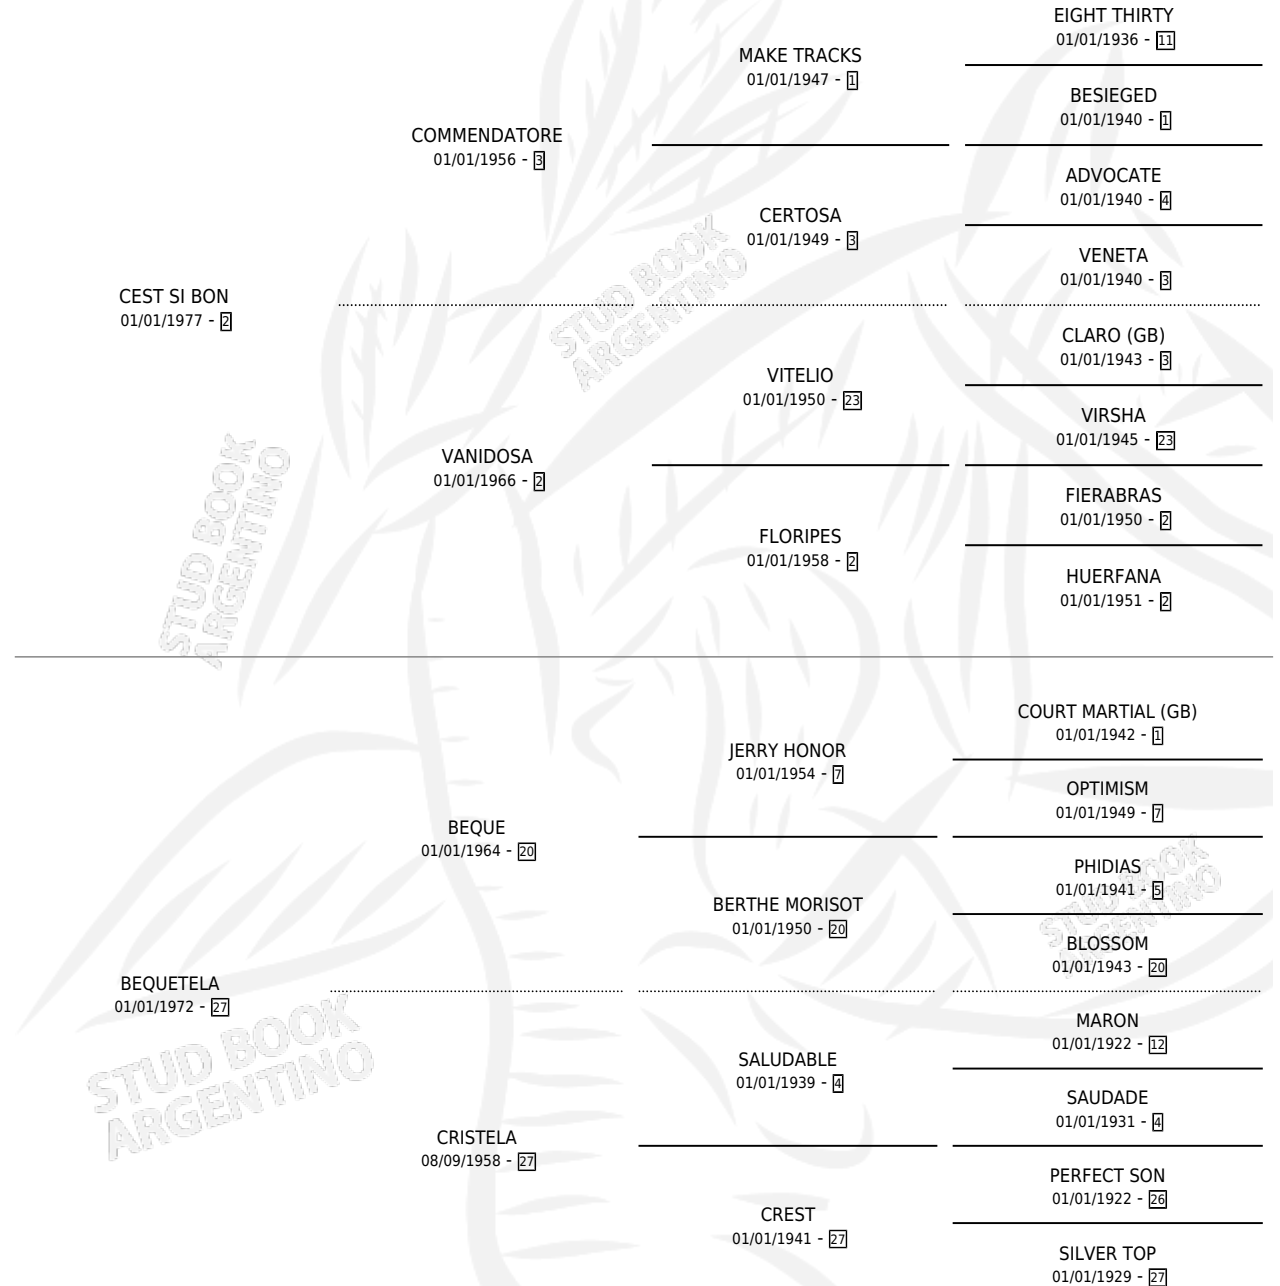 EIGHT THIRTY
01/01/1936 - 11
MAKE TRACKS
01/01/1947 - 1
BESIEGED
01/01/1940 - 1
COMMENDATORE
01/01/1956 - 3
ADVOCATE
01/01/1940 - 4
CERTOSA
01/01/1949 - 3
VENETA
01/01/1940 - 3
CEST SI BON
01/01/1977 - 2
CLARO (GB)
01/01/1943 - 3
VITELIO
01/01/1950 - 23
VIRSHA
01/01/1945 - 23
VANIDOSA
01/01/1966 - 2
FIERABRAS
01/01/1950 - 2
FLORIPES
01/01/1958 - 2
HUERFANA
01/01/1951 - 2
STUD BOOK
ARGENTINO
STUD BOOK
ARGENTINO
COURT MARTIAL (GB)
01/01/1942 - 1
JERRY HONOR
01/01/1954 - 7
OPTIMISM
01/01/1949 - 7
BEQUE
01/01/1964 - 20
PHIDIAS
01/01/1941 - 5
BERTHE MORISOT
01/01/1950 - 20
BLOSSOM
01/01/1943 - 20
STUD BOOK
ARGENTINO
BEQUETELA
01/01/1972 - 27
MARON
01/01/1922 - 12
SALUDABLE
01/01/1939 - 4
SAUDADE
01/01/1931 - 4
CRISTELA
08/09/1958 - 27
PERFECT SON
01/01/1922 - 26
CREST
01/01/1941 - 27
SILVER TOP
01/01/1929 - 27
STUD BOOK
ARGENTINO